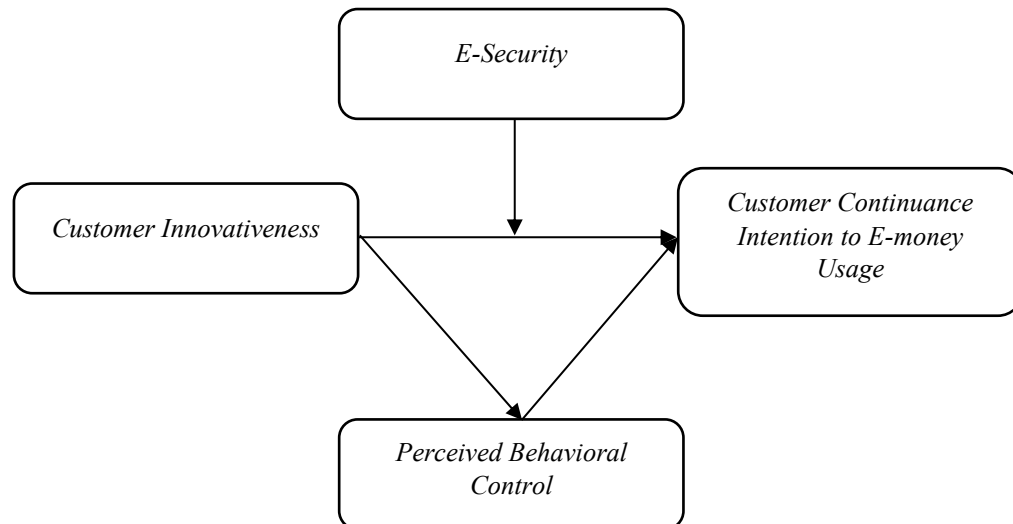 E-Security
Customer Innovativeness
Customer Continuance
Intention to E-money
Usage
Perceived Behavioral
Control